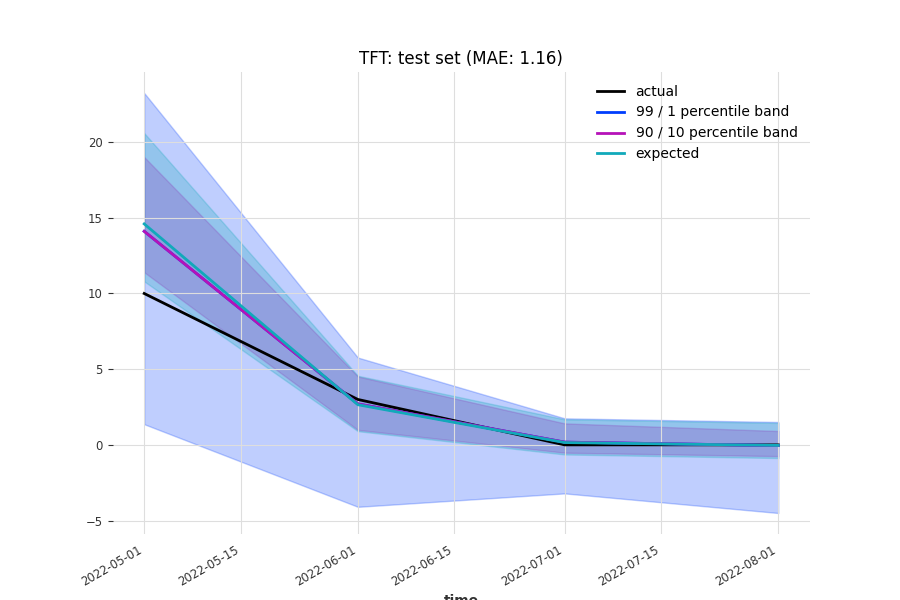 TFT: test set (MAE: 1.16)
actual
99 / 1 percentile band
90 / 10 percentile band
expected
20
15
10
5
0
−5
2022-05-01
2022-05-15
2022-06-01
2022-06-15
2022-07-01
2022-07-15
2022-08-01
time